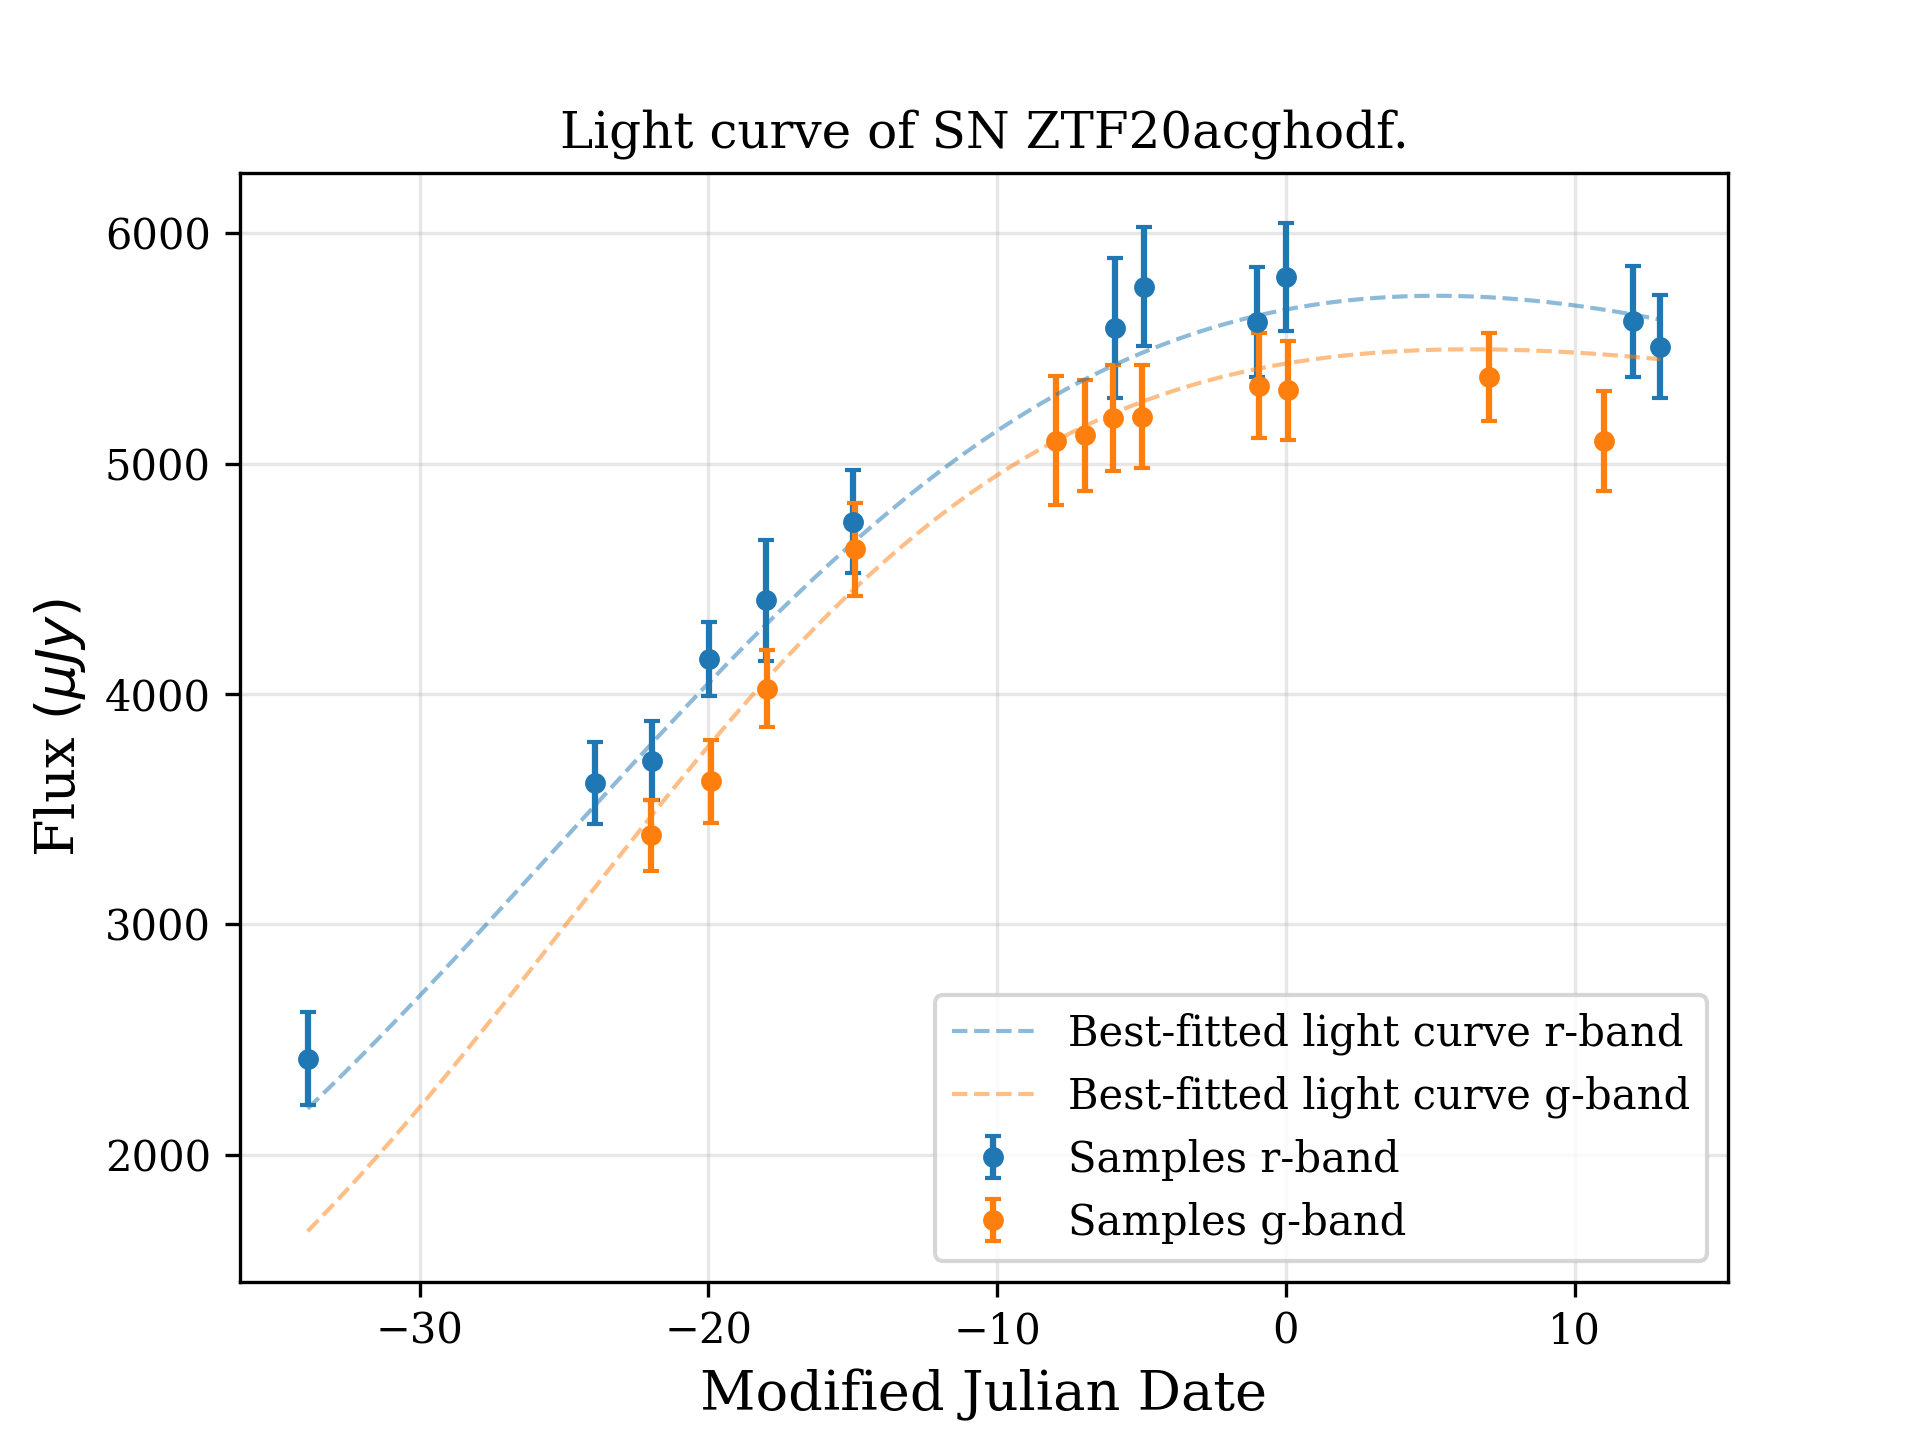 Light curve of SN ZTF20acghodf.
6000
5000
4000
3000
2000
Flux (μJy)
−30 −20 −10 0 10
Modified Julian Date
Best-fitted light curve r-band
Best-fitted light curve g-band
Samples r-band
Samples g-band